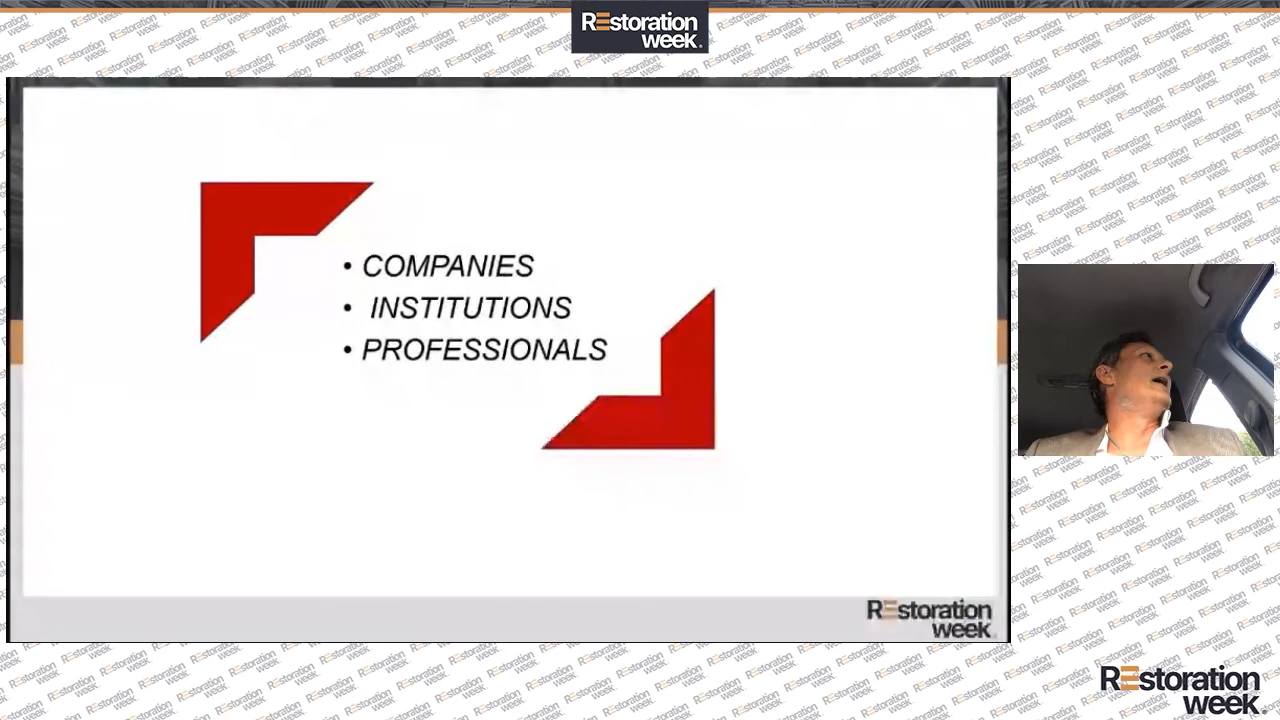 REstoration
week.
• COMPANIES
• INSTITUTIONS
• PROFESSIONALS
REstoration
week.
REstoration
week.